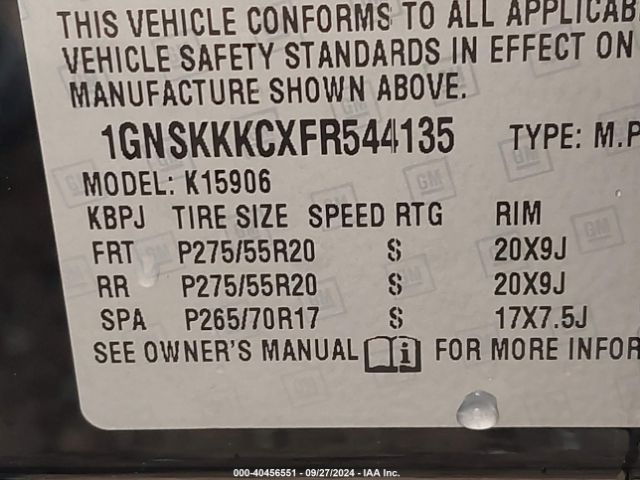 THIS VEHICLE CONFORMS TO ALL APPLICAB
VEHICLE SAFETY STANDARDS IN EFFECT ON
MANUFACTURE SHOWN ABOVE.
1GNSKKKCXFR544135 TYPE: M.P
MODEL: K15906
KBPJ TIRE SIZE SPEED RTG RIM
FRT P275/55R20 S 20X9J
RR P275/55R20 S 20X9J
SPA P265/70R17 S 17X7.5J
SEE OWNER'S MANUAL i FOR MORE INFOR
000-40456551 - 09/27/2024 - IAA Inc.